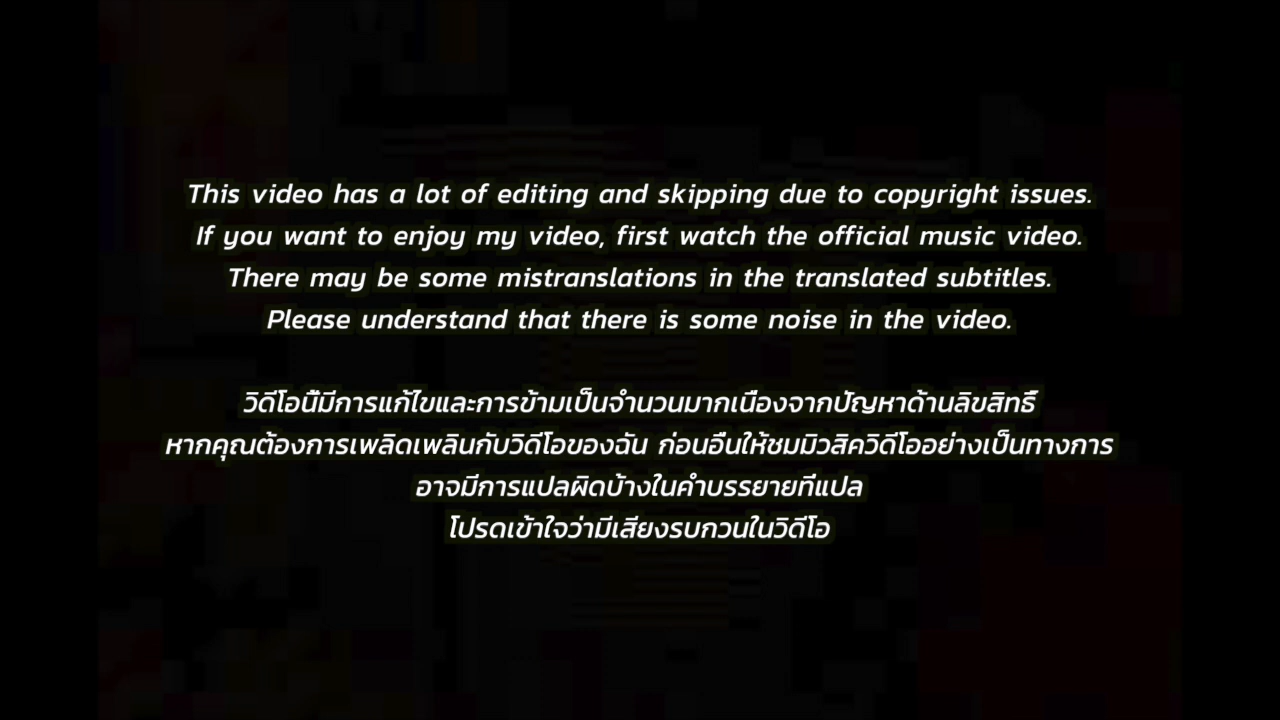 This video has a lot of editing and skipping due to copyright issues.
If you want to enjoy my video, first watch the official music video.
There may be some mistranslations in the translated subtitles.
Please understand that there is some noise in the video.
วิดีโอนี้มีการแก้ไขและการข้ามเป็นจำนวนมากเนื่องจากปัญหาด้านลิขสิทธิ์
หากคุณต้องการเพลิดเพลินกับวิดีโอของฉัน ก่อนอื่นให้ชมมิวสิควิดีโออย่างเป็นทางการ
อาจมีการแปลผิดบ้างในคำบรรยายที่แปล
โปรดเข้าใจว่ามีเสียงรบกวนในวิดีโอ